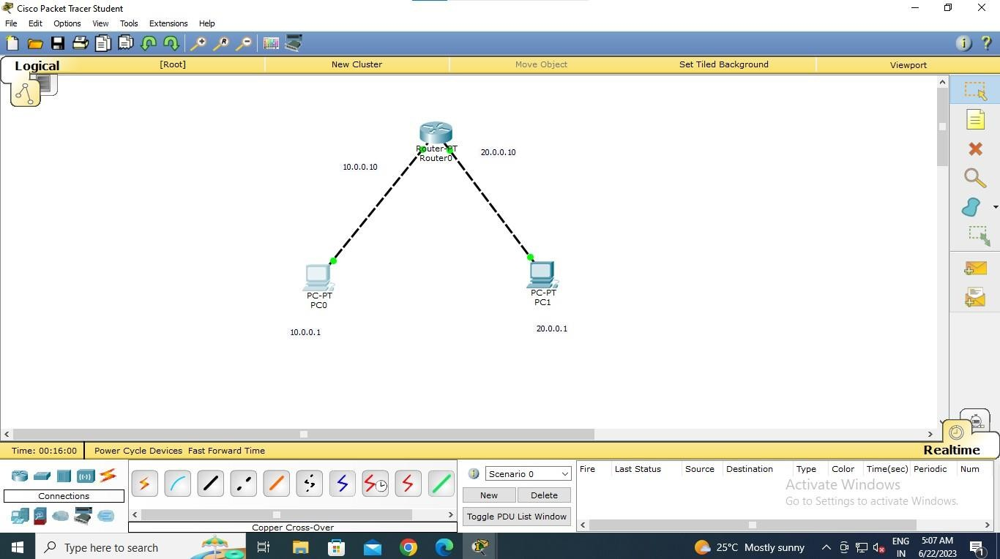 Cisco Packet Tracer Student
File Edit Options View Tools Extensions Help
Logical [Root] New Cluster Move Object Set Tiled Background Viewport
Router-PT
Router0
20.0.0.10
10.0.0.10
PC-PT
PC0
PC-PT
PC1
10.0.0.1
20.0.0.1
Time: 00:16:00 Power Cycle Devices Fast Forward Time Realtime
Scenario 0
Fire Last Status Source Destination Type Color Time(sec) Periodic Num
Connections
New Delete
Toggle PDU List Window
Copper Cross-Over
Activate Windows
Go to Settings to activate Windows.
Type here to search
25°C Mostly sunny
ENG
IN
5:07 AM
6/22/2023
1